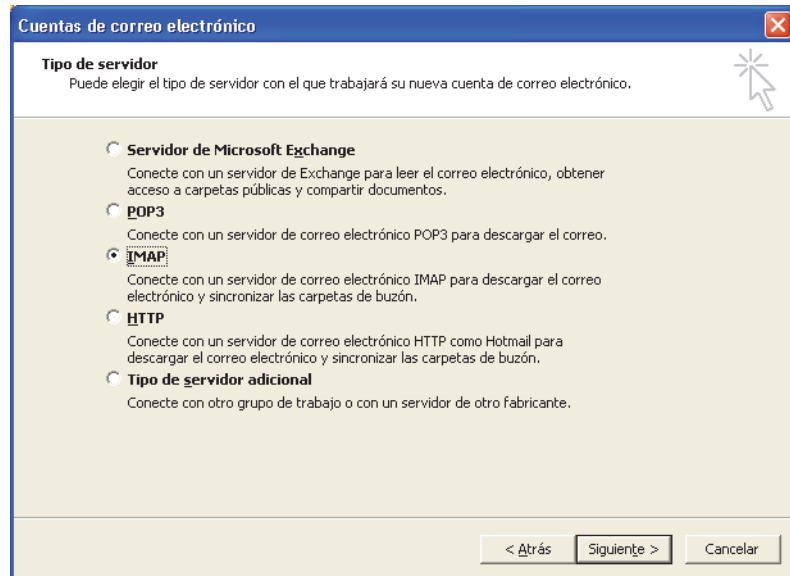 Cuentas de correo electrónico
Tipo de servidor
Puede elegir el tipo de servidor con el que trabajará su nueva cuenta de correo electrónico.
Servidor de Microsoft Exchange
Conecte con un servidor de Exchange para leer el correo electrónico, obtener
acceso a carpetas públicas y compartir documentos.
POP3
Conecte con un servidor de correo electrónico POP3 para descargar el correo.
IMAP
Conecte con un servidor de correo electrónico IMAP para descargar el correo
electrónico y sincronizar las carpetas de buzón.
HTTP
Conecte con un servidor de correo electrónico HTTP como Hotmail para
descargar el correo electrónico y sincronizar las carpetas de buzón.
Tipo de servidor adicional
Conecte con otro grupo de trabajo o con un servidor de otro fabricante.
< Atrás Siguiente > Cancelar